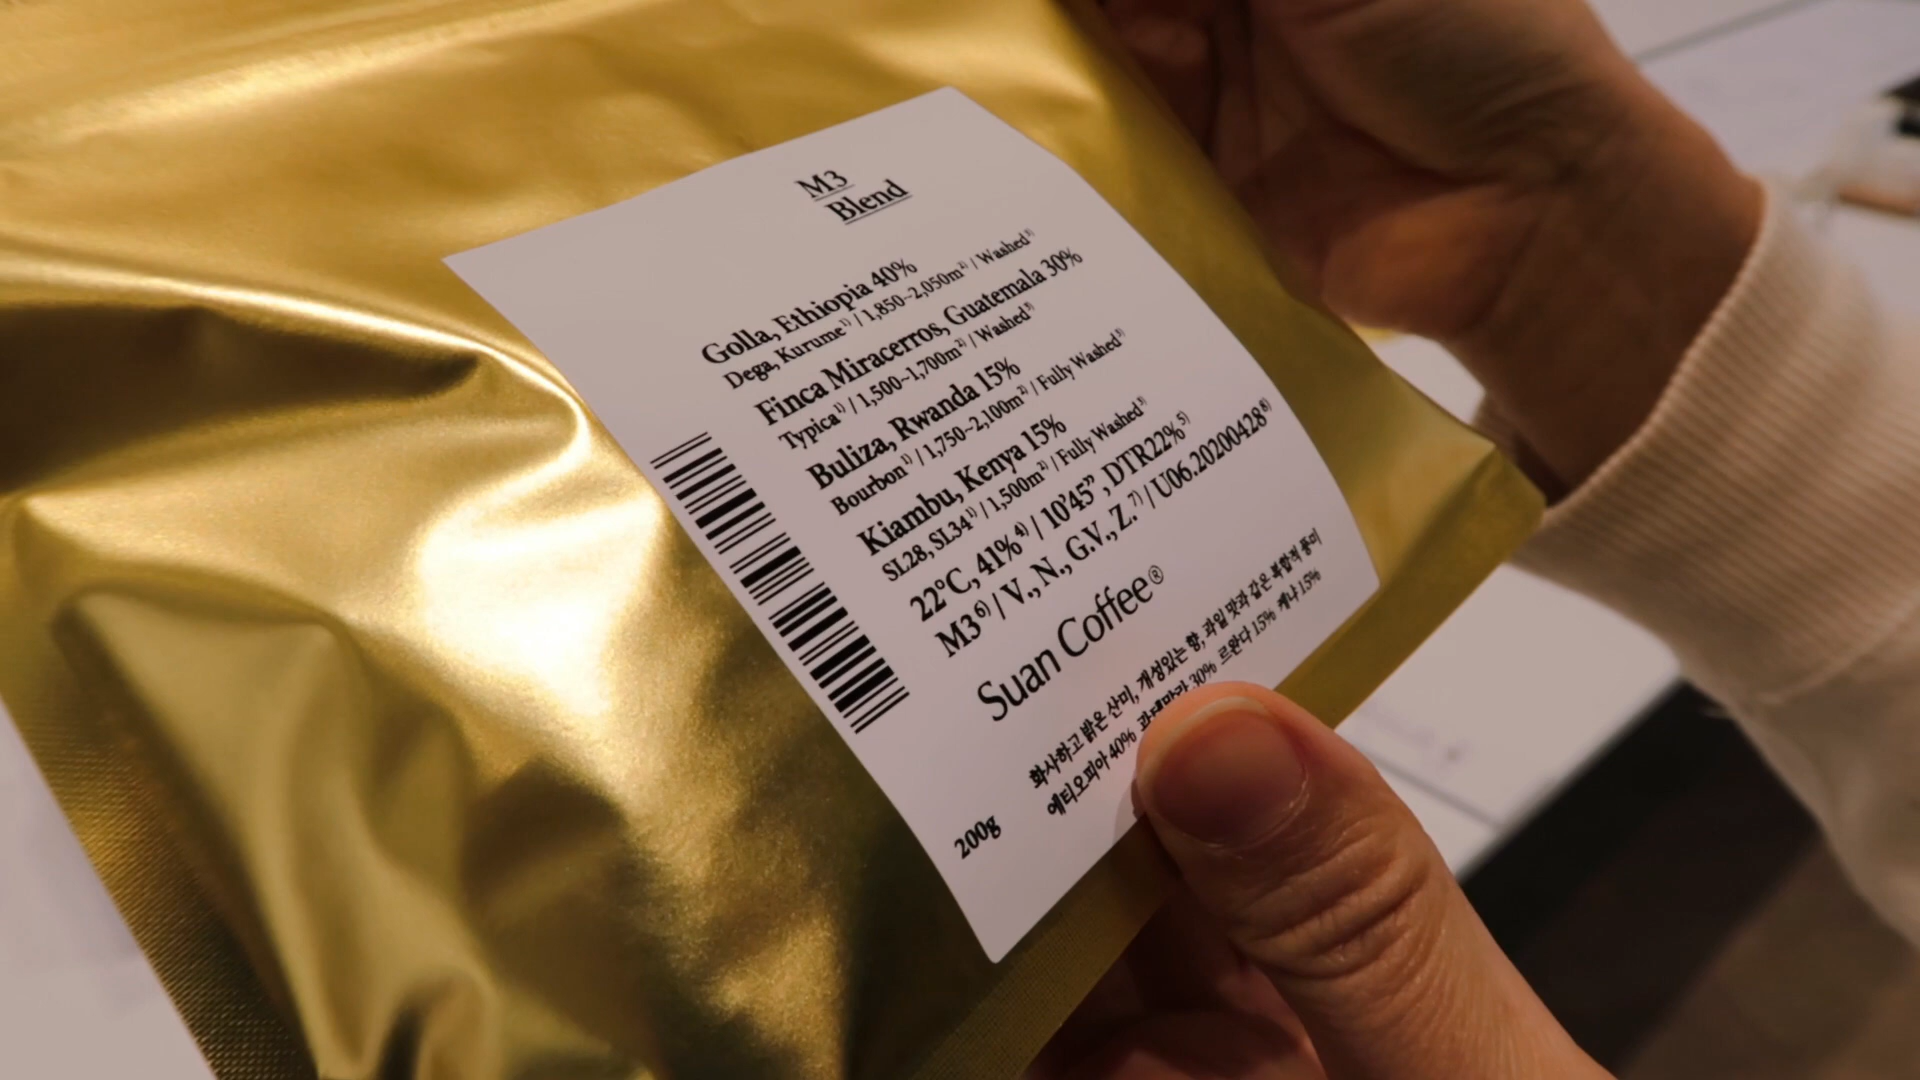 M3
Blend
Golla, Ethiopia 40%
Dega, Kurume¹⁾ / 1,850~2,050m²⁾ / Washed³⁾
Finca Miracerros, Guatemala 30%
Typica¹⁾ / 1,500~1,700m²⁾ / Washed³⁾
Buliza, Rwanda 15%
Bourbon¹⁾ / 1,750~2,100m²⁾ / Fully Washed³⁾
Kiambu, Kenya 15%
SL28, SL34¹⁾ / 1,500m²⁾ / Fully Washed³⁾
22°C, 41%⁴⁾ / 10'45", DTR22%⁵⁾
M3⁶⁾ / V., N., G.V., Z.⁷⁾ / U06.20200428⁸⁾
Suan Coffee®
화사하고 밝은 산미, 개성있는 향, 과일 맛과 같은 복합적 풍미
에티오피아 40% 과테말라 30% 르완다 15% 케냐 15%
200g